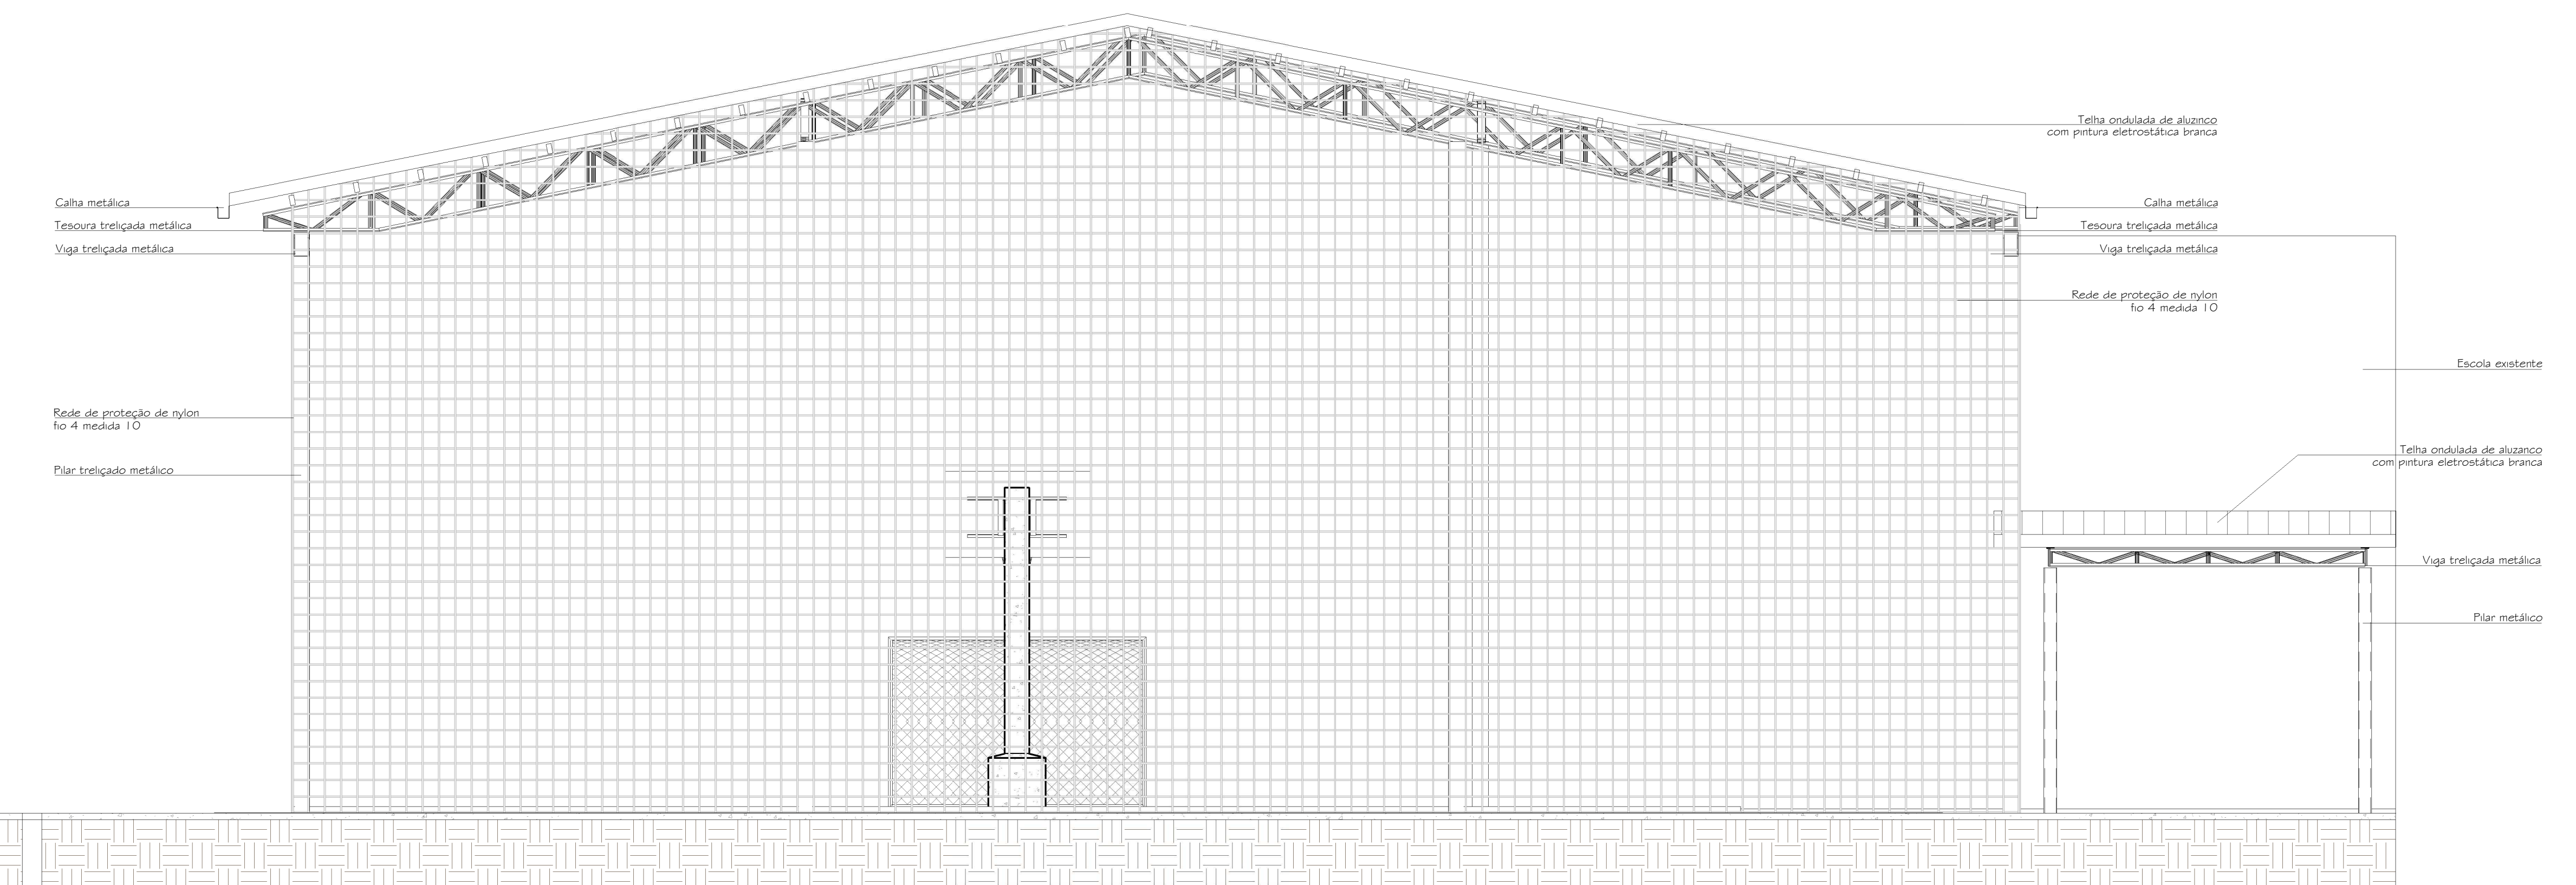 Telha ondulada de aluzinco
com pintura eletrostática branca
Calha metálica
Tesoura treliçada metálica
Viga treliçada metálica
Calha metálica
Tesoura treliçada metálica
Viga treliçada metálica
Rede de proteção de nylon
fio 4 medida 10
Escola existente
Rede de proteção de nylon
fio 4 medida 10
Telha ondulada de aluzanco
com pintura eletrostática branca
Pilar treliçado metálico
Viga treliçada metálica
Pilar metálico